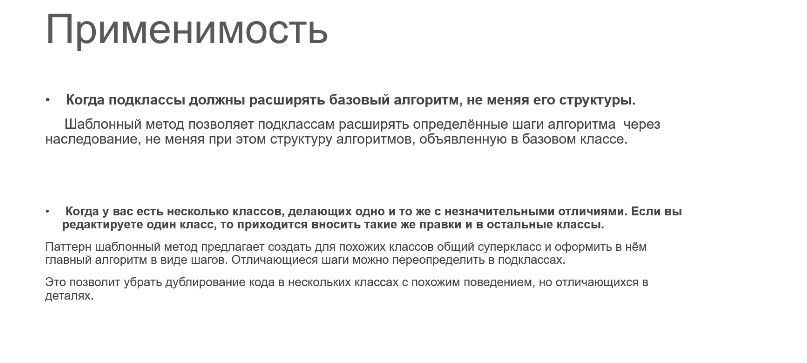 Применимость
• Когда подклассы должны расширять базовый алгоритм, не меняя его структуры.
Шаблонный метод позволяет подклассам расширять определённые шаги алгоритма через
наследование, не меняя при этом структуру алгоритмов, объявленную в базовом классе.
• Когда у вас есть несколько классов, делающих одно и то же с незначительными отличиями. Если вы
редактируете один класс, то приходится вносить такие же правки и в остальные классы.
Паттерн шаблонный метод предлагает создать для похожих классов общий суперкласс и оформить в нём
главный алгоритм в виде шагов. Отличающиеся шаги можно переопределить в подклассах.
Это позволит убрать дублирование кода в нескольких классах с похожим поведением, но отличающихся в
деталях.